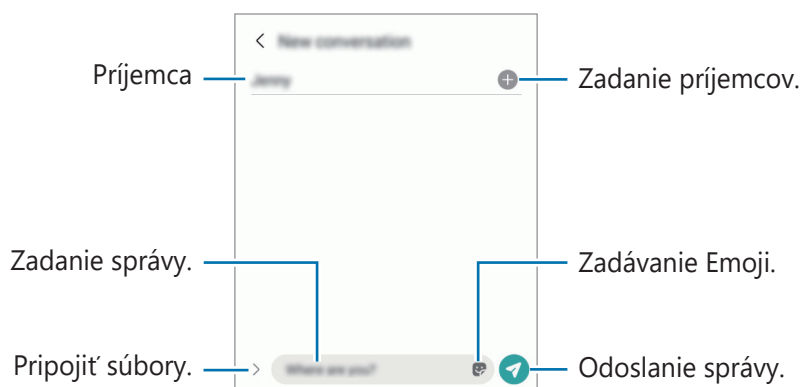 New conversation
Príjemca
Jenny
Zadanie príjemcov.
Zadanie správy.
Zadávanie Emoji.
Pripojiť súbory.
Where are you?
Odoslanie správy.